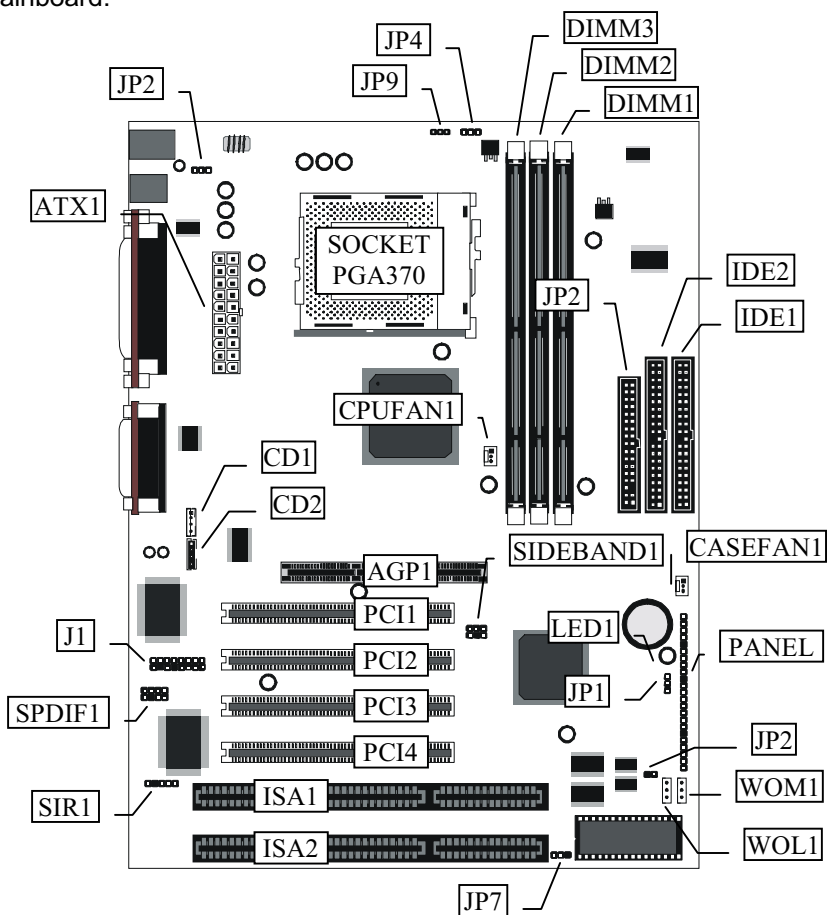 ainboard.
DIMM3
JP4
DIMM2
JP9
JP2
DIMM1
ATX1
SOCKET
PGA370
IDE2
JP2
IDE1
CPUFAN1
CD1
CD2
SIDEBAND1
CASEFAN1
AGP1
PCI1
LED1
J1
PANEL
PCI2
JP1
SPDIF1
PCI3
JP2
PCI4
WOM1
ISA1
SIR1
WOL1
ISA2
JP7